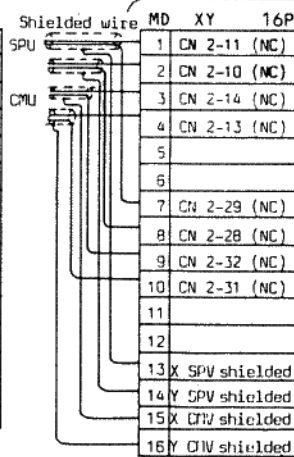 Shielded wire MD XY 16P
SPU
CMU
1 CN 2-11 (NC)
2 CN 2-10 (NC)
3 CN 2-14 (NC)
4 CN 2-13 (NC)
5
6
7 CN 2-29 (NC)
8 CN 2-28 (NC)
9 CN 2-32 (NC)
10 CN 2-31 (NC)
11
12
13 X SPV shielded
14 Y SPV shielded
15 X CMV shielded
16 Y CMV shielded